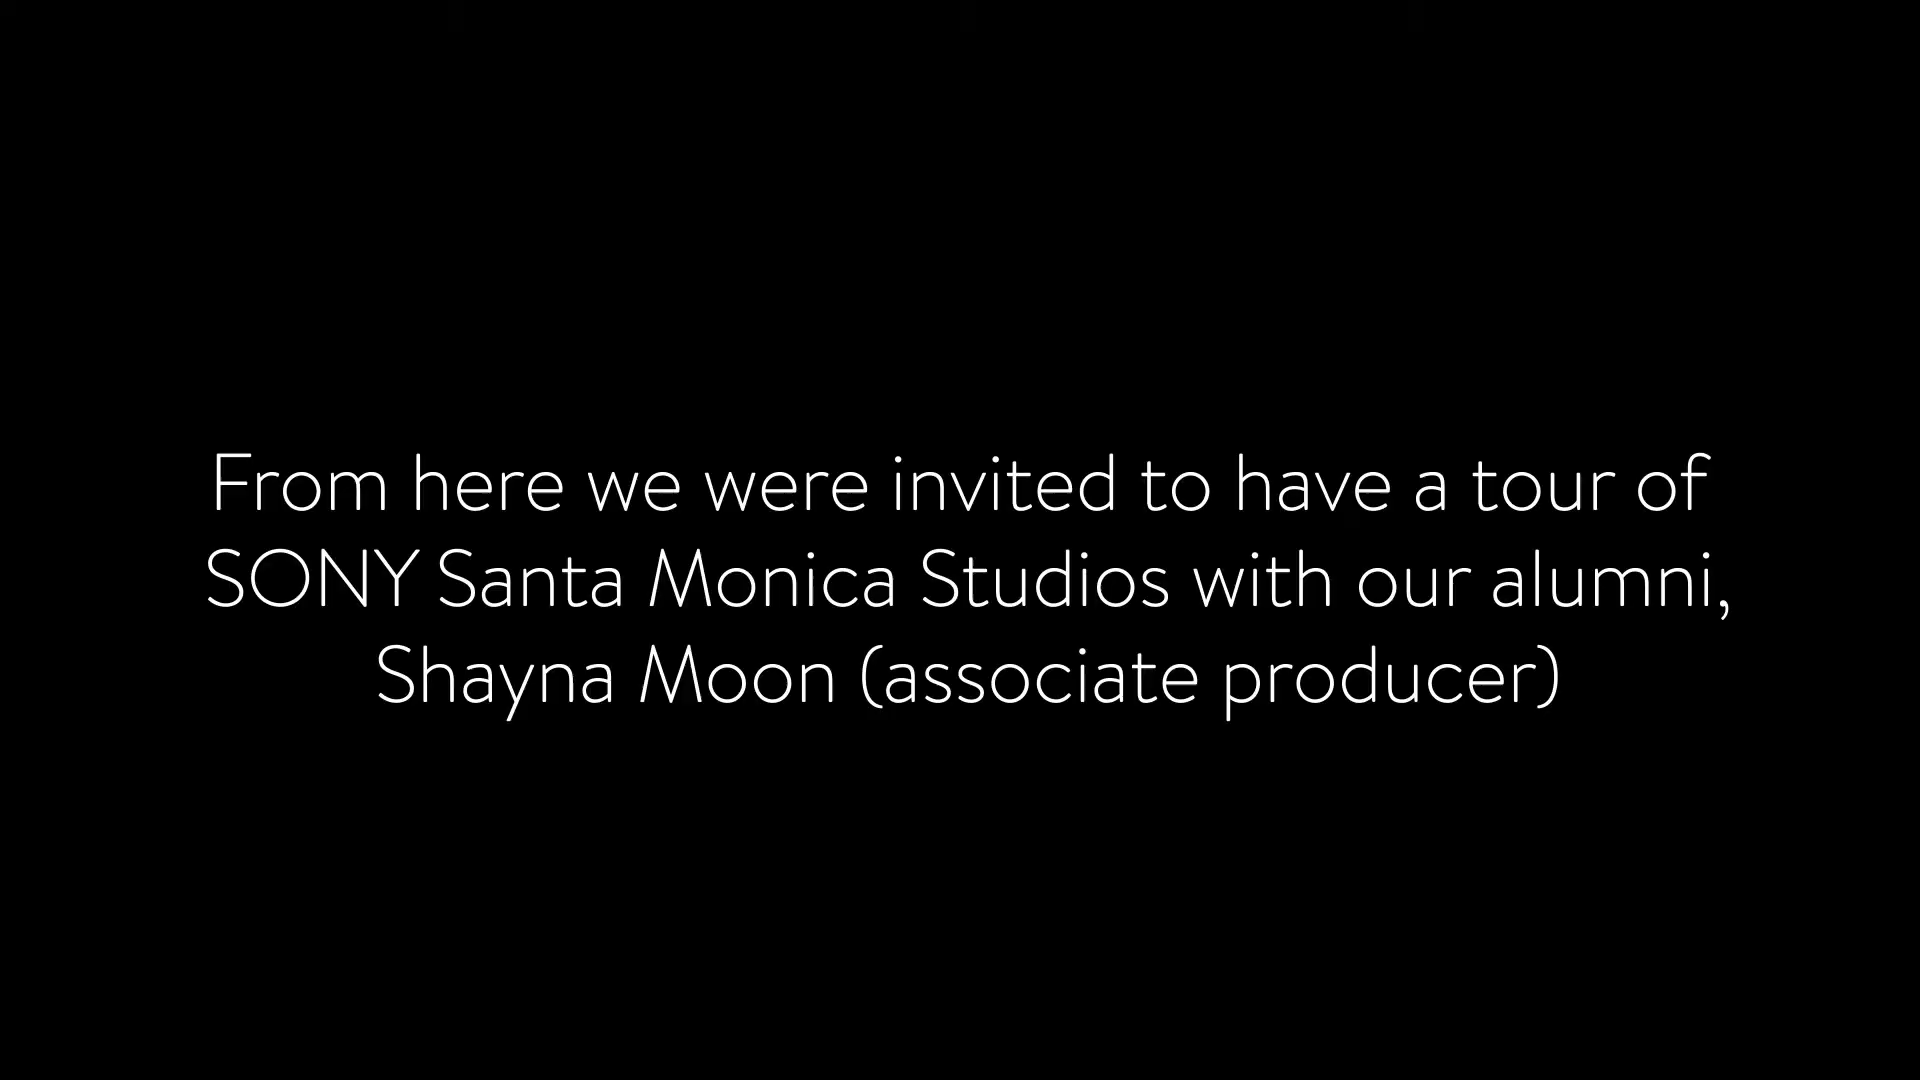 From here we were invited to have a tour of
SONY Santa Monica Studios with our alumni,
Shayna Moon (associate producer)